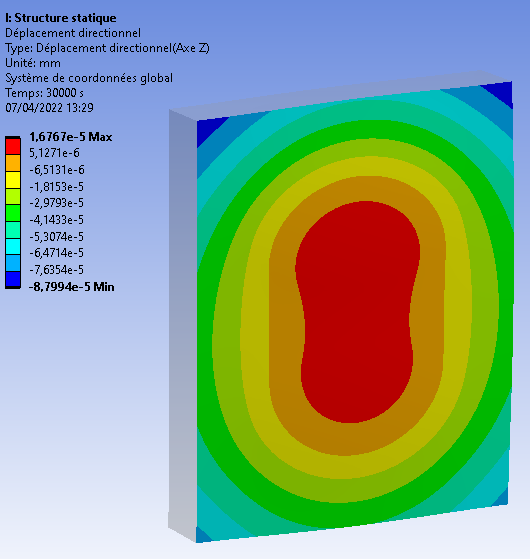 I: Structure statique
Déplacement directionnel
Type: Déplacement directionnel(Axe Z)
Unité: mm
Système de coordonnées global
Temps: 30000 s
07/04/2022 13:29
1,6767e-5 Max
5,1271e-6
-6,5131e-6
-1,8153e-5
-2,9793e-5
-4,1433e-5
-5,3074e-5
-6,4714e-5
-7,6354e-5
-8,7994e-5 Min